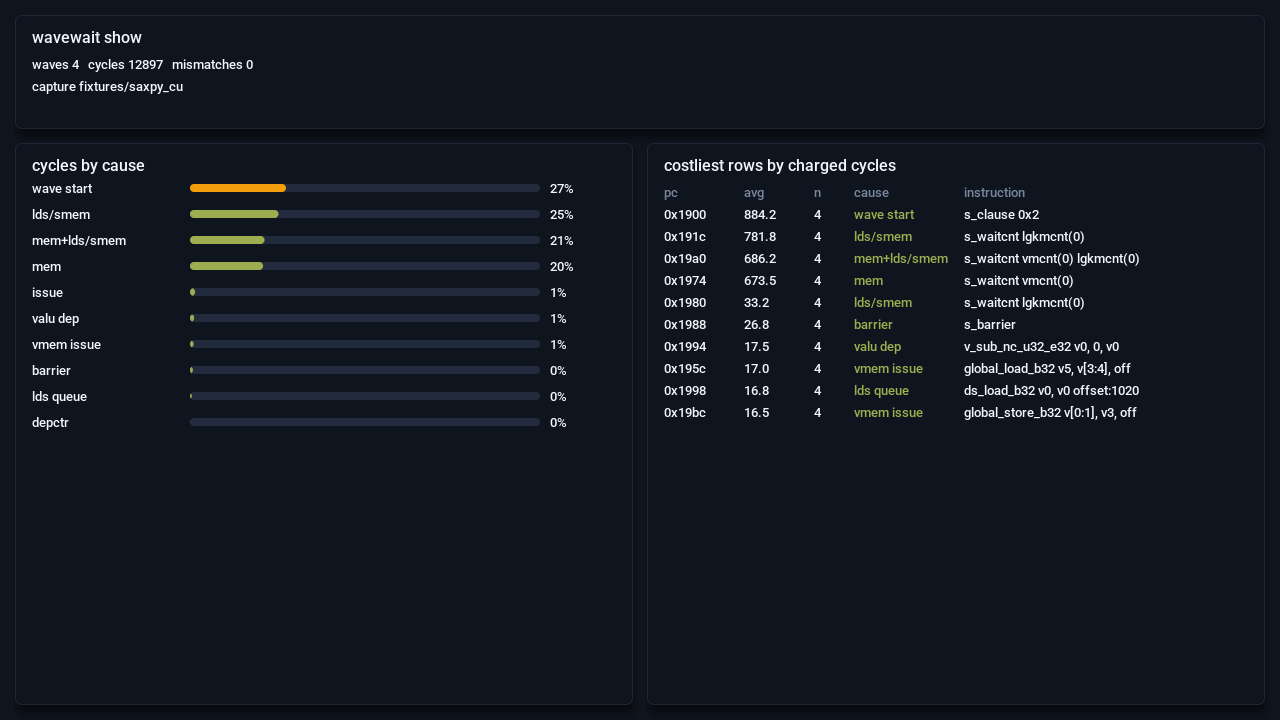 wavewait show
waves 4 cycles 12897 mismatches 0
capture fixtures/saxpy_cu
cycles by cause
wave start 27%
lds/smem 25%
mem+lds/smem 21%
mem 20%
issue 1%
valu dep 1%
vmem issue 1%
barrier 0%
lds queue 0%
depctr 0%
costliest rows by charged cycles
pc avg n cause instruction
0x1900 884.2 4 wave start s_clause 0x2
0x191c 781.8 4 lds/smem s_waitcnt lgkmcnt(0)
0x19a0 686.2 4 mem+lds/smem s_waitcnt vmcnt(0) lgkmcnt(0)
0x1974 673.5 4 mem s_waitcnt vmcnt(0)
0x1980 33.2 4 lds/smem s_waitcnt lgkmcnt(0)
0x1988 26.8 4 barrier s_barrier
0x1994 17.5 4 valu dep v_sub_nc_u32_e32 v0, 0, v0
0x195c 17.0 4 vmem issue global_load_b32 v5, v[3:4], off
0x1998 16.8 4 lds queue ds_load_b32 v0, v0 offset:1020
0x19bc 16.5 4 vmem issue global_store_b32 v[0:1], v3, off